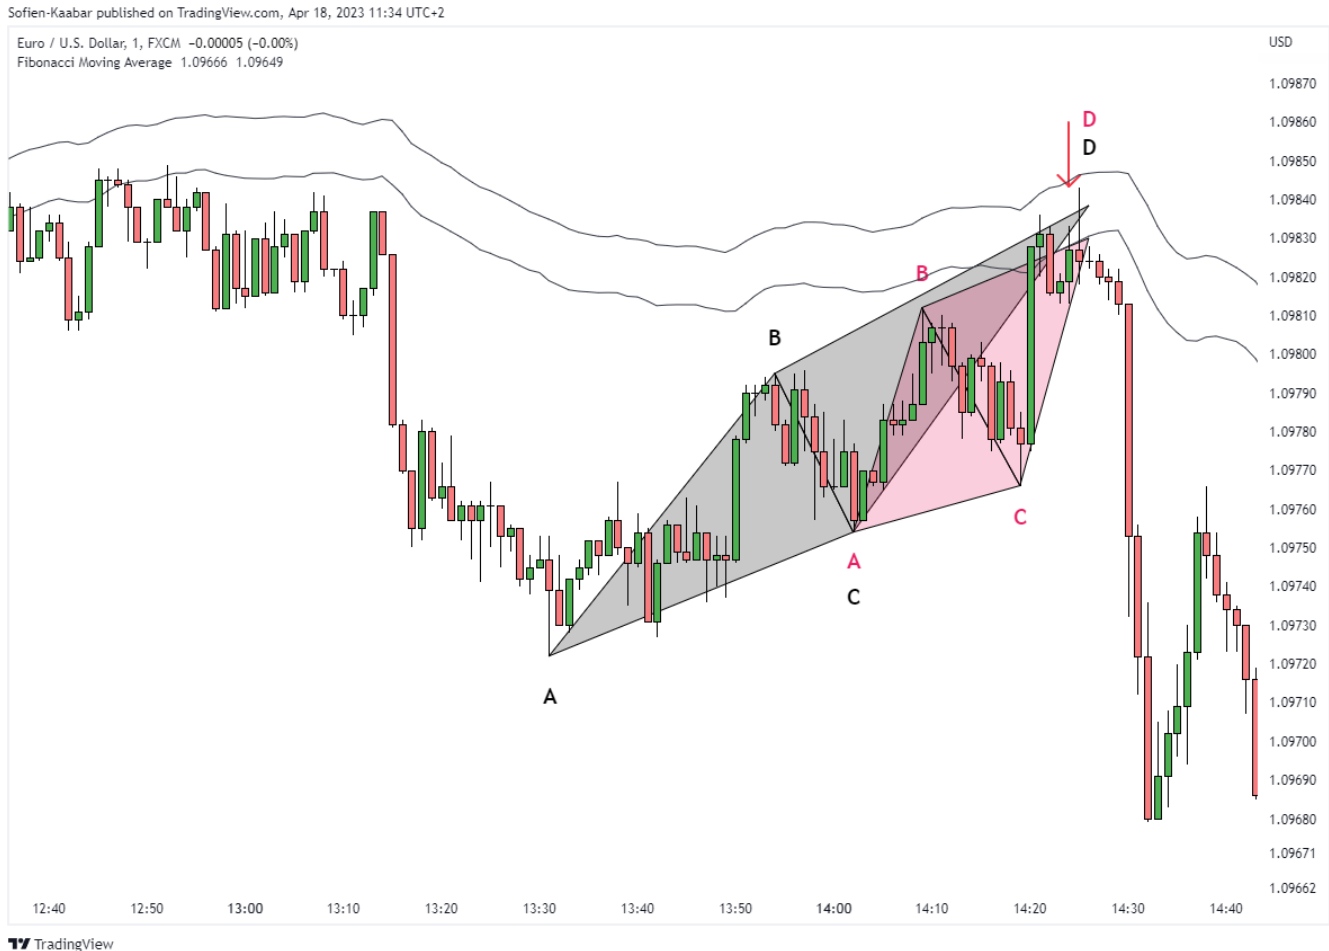 Sofien-Kaabar published on TradingView.com, Apr 18, 2023 11:34 UTC+2
Euro / U.S. Dollar, 1, FXCM −0.00005 (−0.00%)
Fibonacci Moving Average 1.09666 1.09649
USD
1.09870
1.09860
1.09850
1.09840
1.09830
1.09820
1.09810
1.09800
1.09790
1.09780
1.09770
1.09760
1.09750
1.09740
1.09730
1.09720
1.09710
1.09700
1.09690
1.09680
1.09671
1.09662
D
D
B
B
C
A
C
A
12:40 12:50 13:00 13:10 13:20 13:30 13:40 13:50 14:00 14:10 14:20 14:30 14:40
TradingView